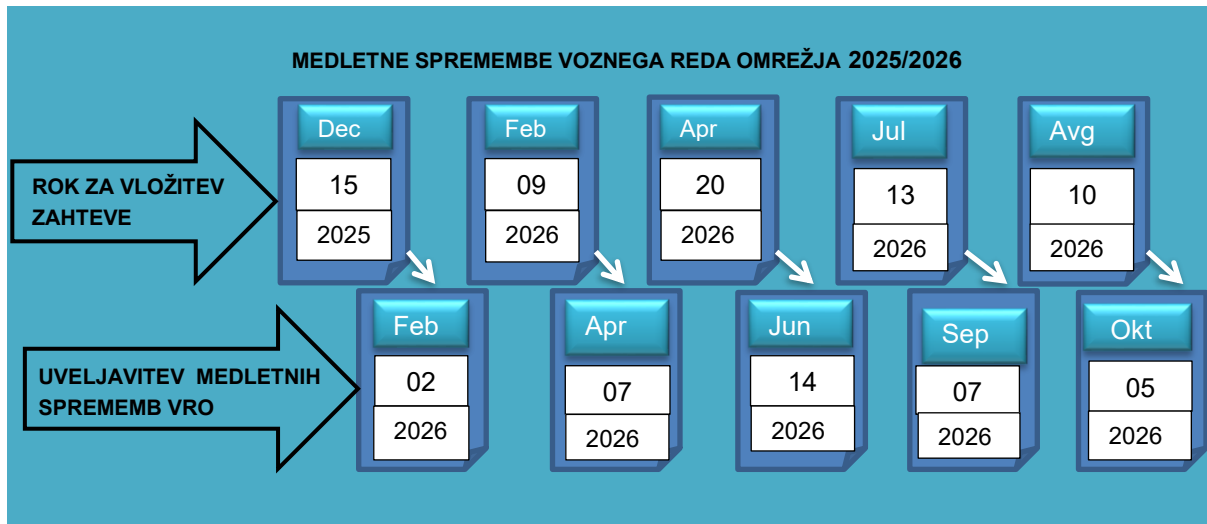 MEDLETNE SPREMEMBE VOZNEGA REDA OMREŽJA 2025/2026
ROK ZA VLOŽITEV
ZAHTEVE
Dec
15
2025
Feb
09
2026
Apr
20
2026
Jul
13
2026
Avg
10
2026
UVELJAVITEV MEDLETNIH
SPREMEMB VRO
Feb
02
2026
Apr
07
2026
Jun
14
2026
Sep
07
2026
Okt
05
2026